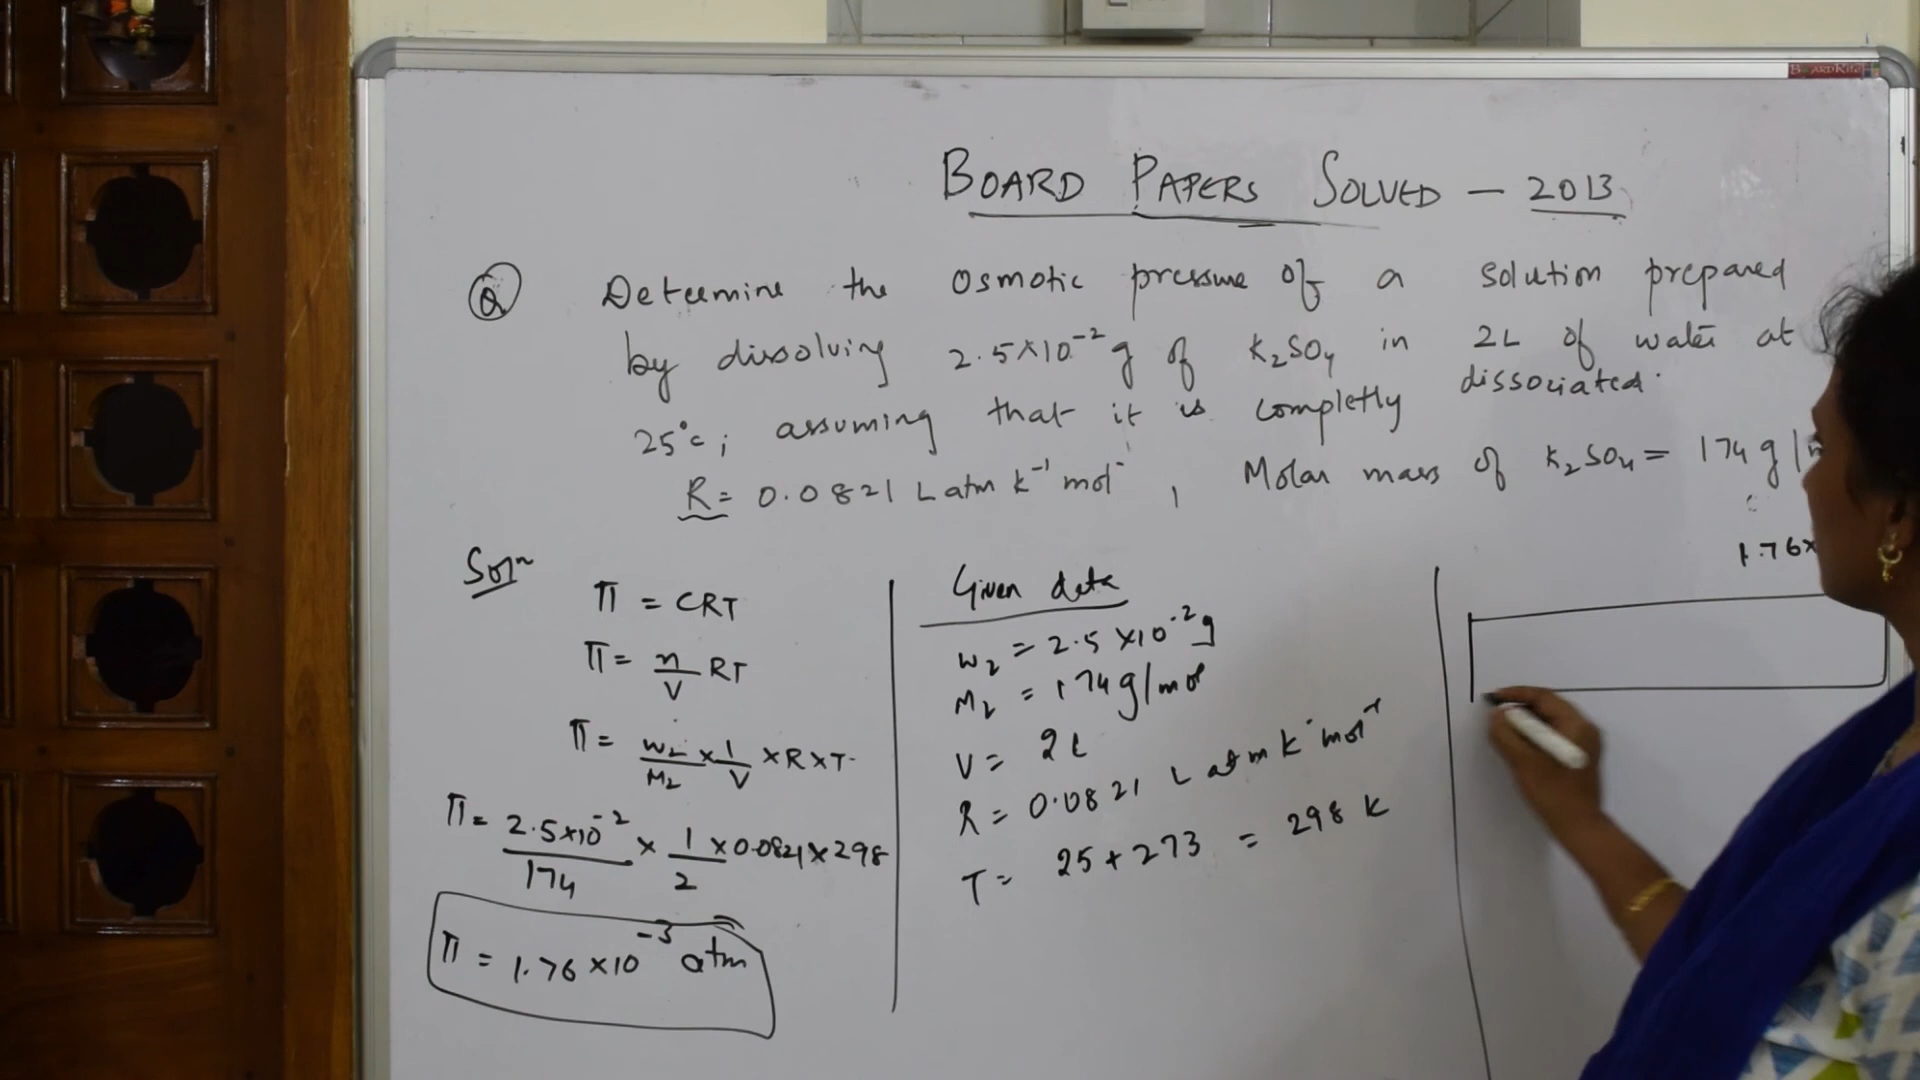 BOARD PAPERS SOLVED - 2013
Q Determine the Osmotic pressure of a solution prepared
by dissolving 2.5×10⁻² g of K₂SO₄ in 2L of water at
25°c, assuming that it is completly dissociated.
R = 0.0821 L atm k⁻¹ mol⁻, Molar mass of K₂SO₄ = 174 g/m
1.76×
Soln
π = CRT
π = n/V RT
π = w₂/M₂ × 1/V × R × T
π = 2.5×10⁻²/174 × 1/2 × 0.0821 × 298
π = 1.76 ×10⁻³ atm
Given data
w₂ = 2.5 ×10⁻² g
M₂ = 174 g/mol
V = 2L
R = 0.0821 L atm k⁻ mol⁻¹
T = 25 + 273 = 298 k